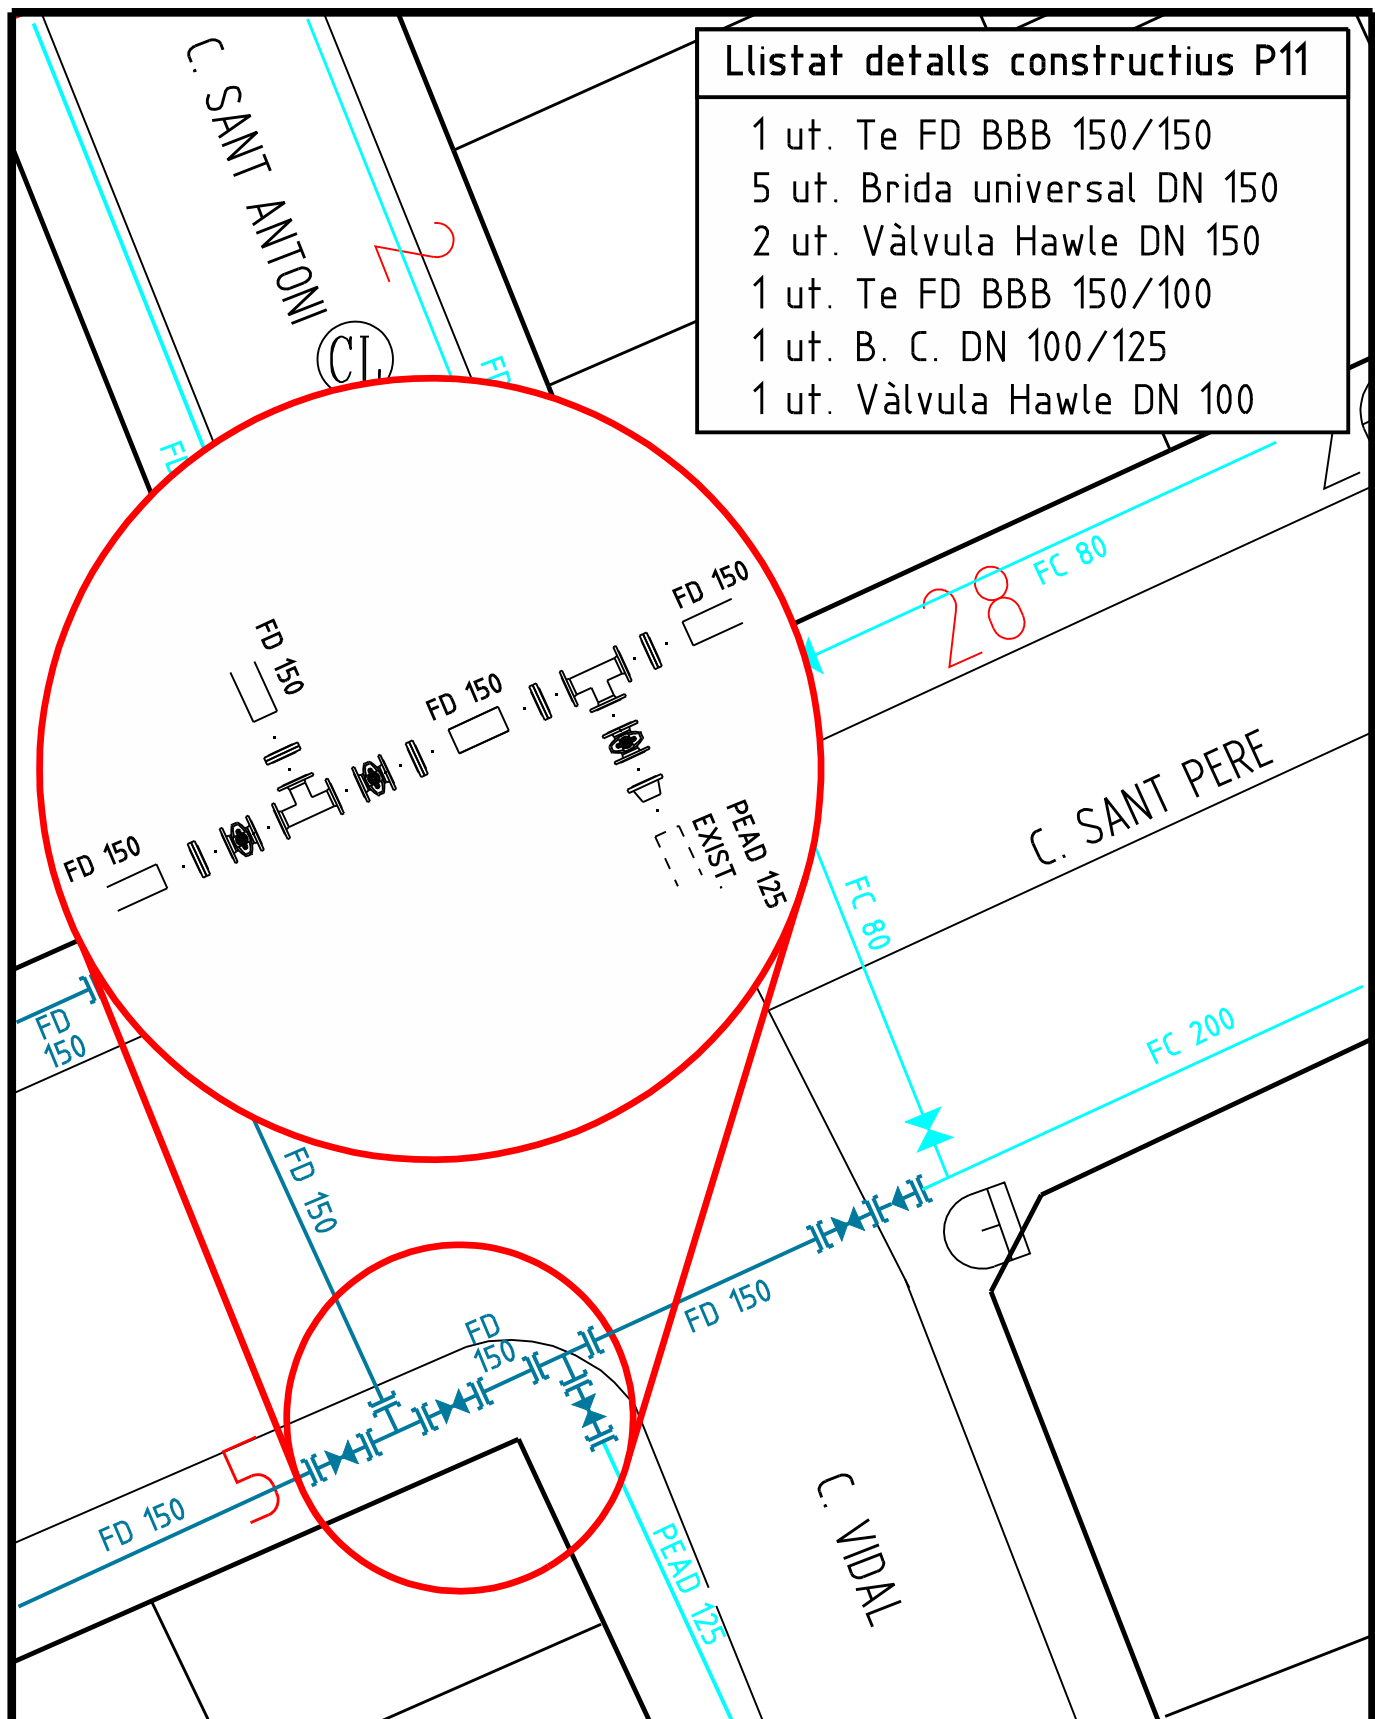 Llistat detalls constructius P11
1 ut. Te FD BBB 150/150
5 ut. Brida universal DN 150
2 ut. Vàlvula Hawle DN 150
1 ut. Te FD BBB 150/100
1 ut. B. C. DN 100/125
1 ut. Vàlvula Hawle DN 100
C. SANT ANTONI
2
CL
FD
FD
FC 80
28
FD 150
FD 150
FD 150
FD 150
PEAD 125
EXIST.
C. SANT PERE
FC 80
FD
150
FC 200
FD 150
FD 150
FD
150
5
FD 150
C. VIDAL
PEAD 125